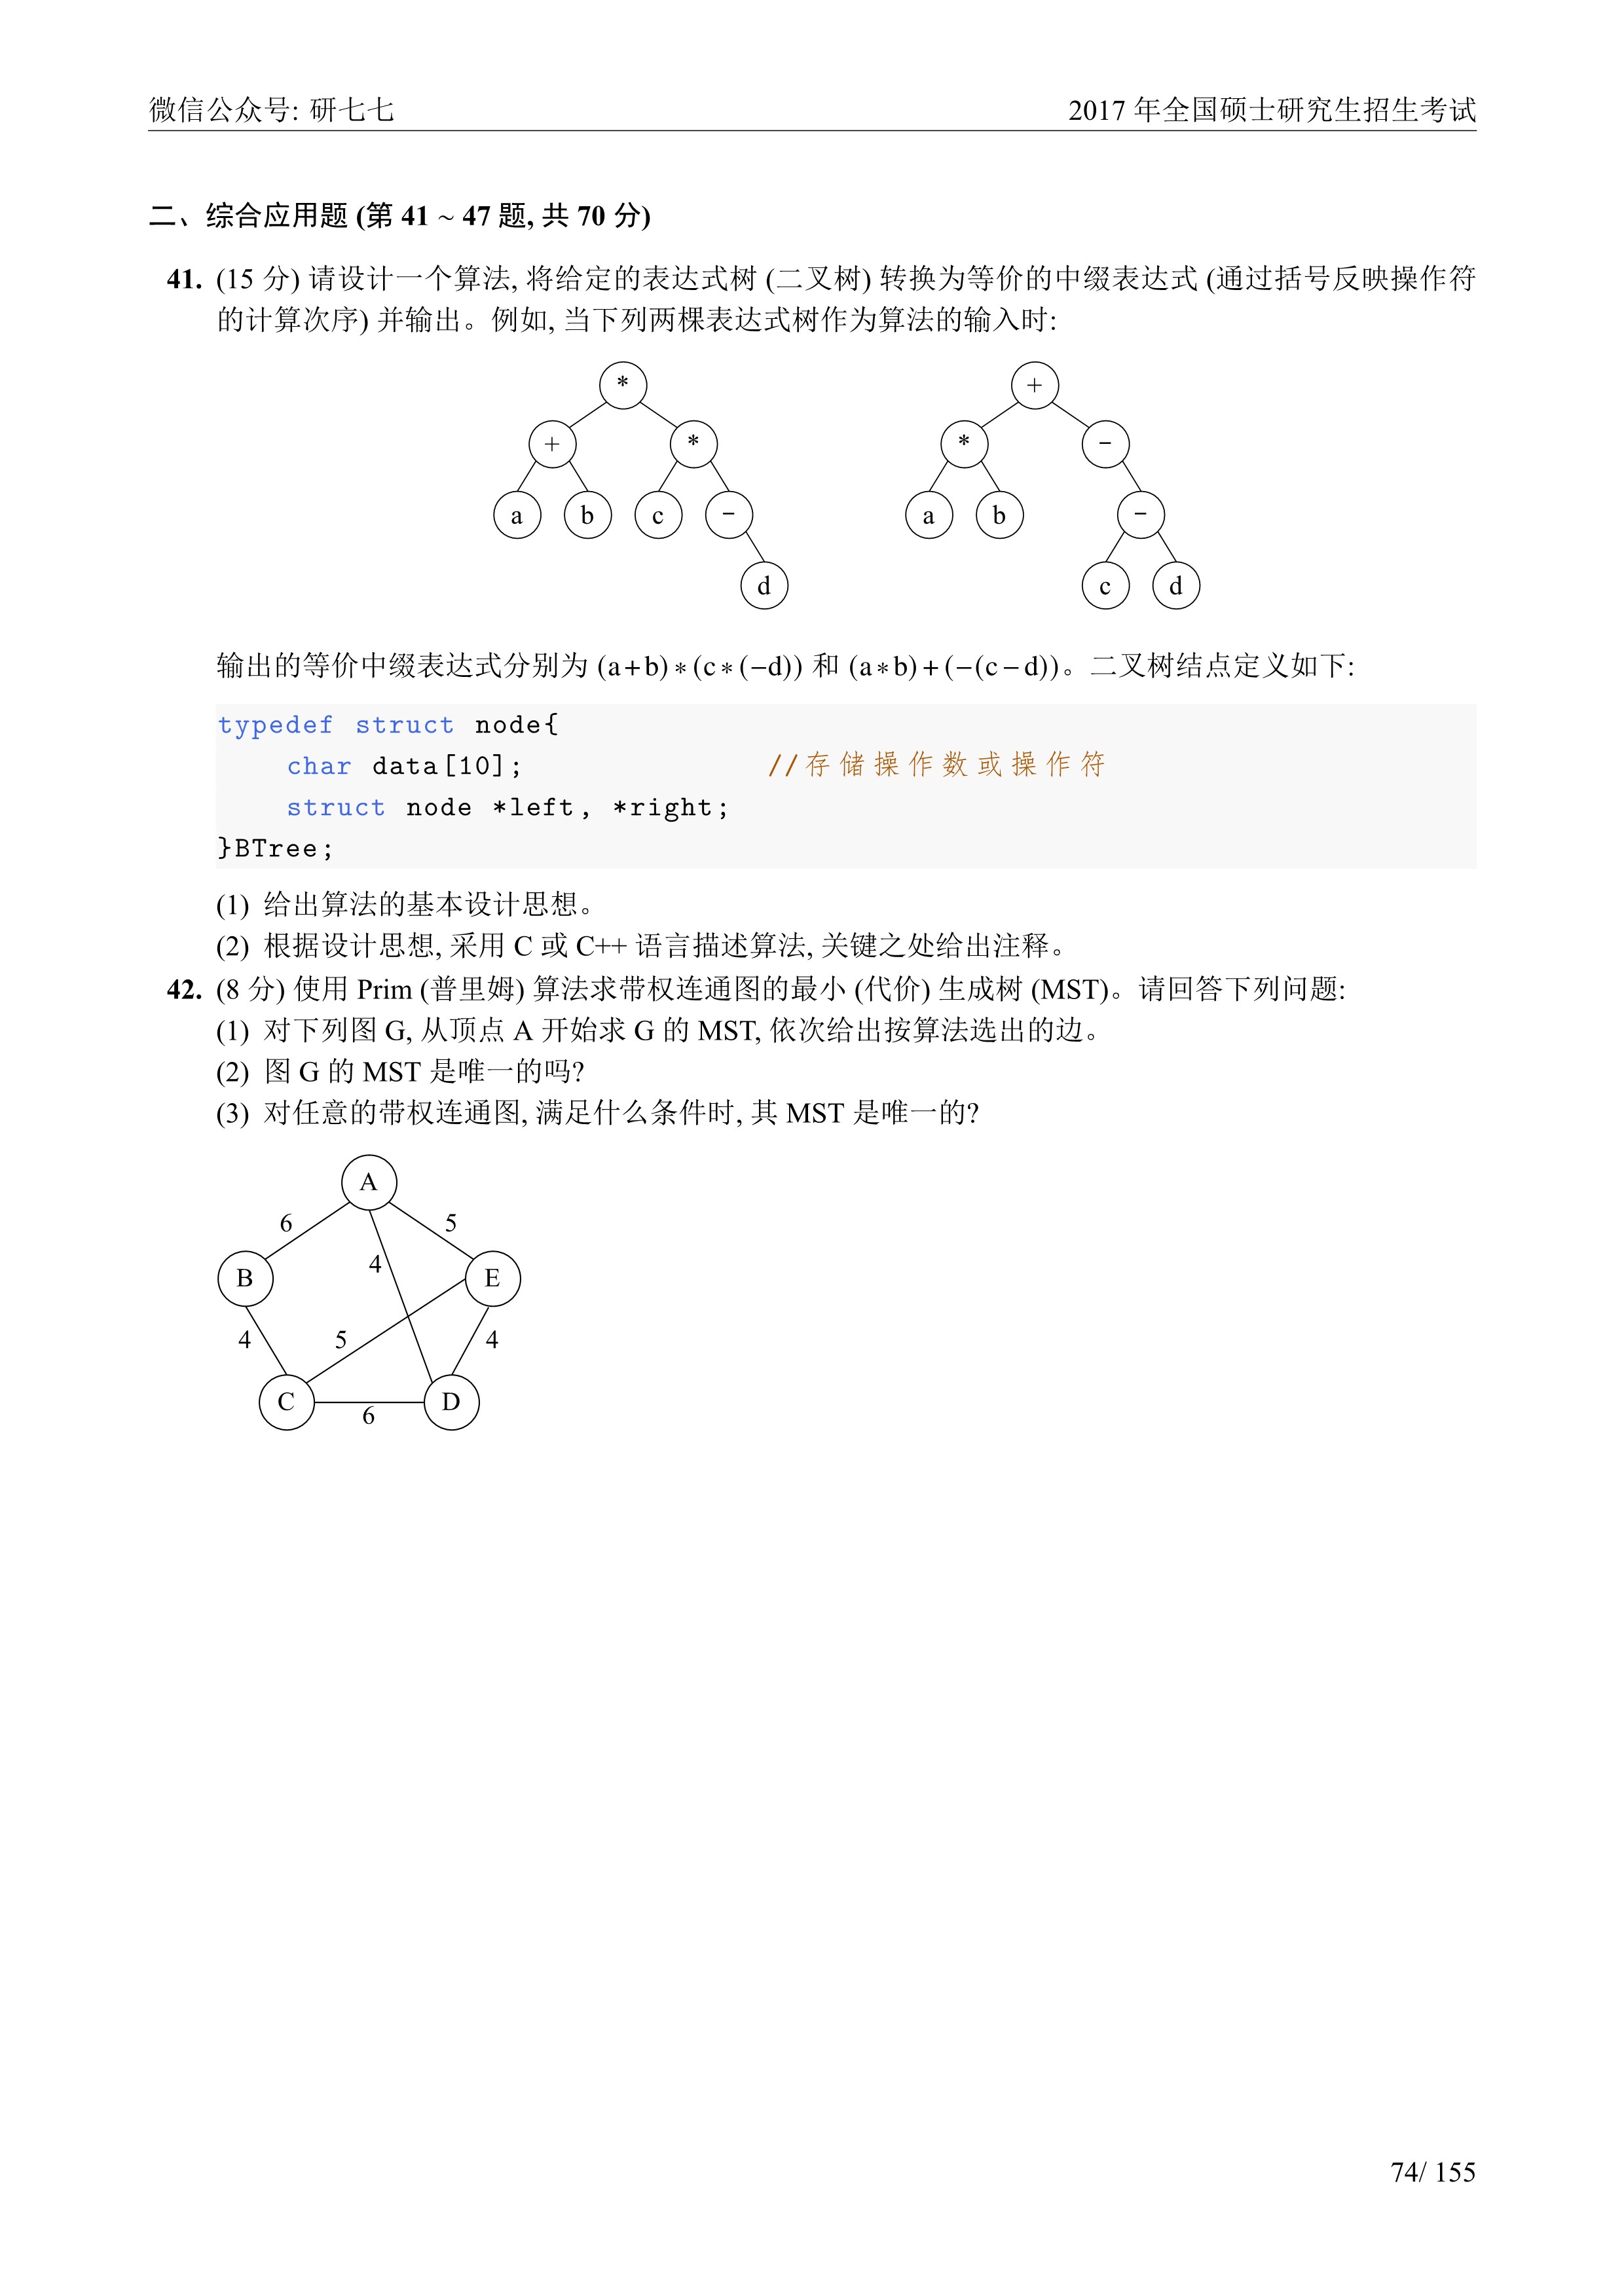 微信公众号: 研七七
2017 年全国硕士研究生招生考试
二、综合应用题 (第 41 ~ 47 题, 共 70 分)
41. (15 分) 请设计一个算法, 将给定的表达式树 (二叉树) 转换为等价的中缀表达式 (通过括号反映操作符
的计算次序) 并输出。例如, 当下列两棵表达式树作为算法的输入时:
* +
+ * * −
a b c − a b −
d c d
输出的等价中缀表达式分别为 (a+b)∗(c∗(−d)) 和 (a∗b)+(−(c−d))。二叉树结点定义如下:
typedef struct node{
char data[10]; //存储操作数或操作符
struct node *left, *right;
}BTree;
(1) 给出算法的基本设计思想。
(2) 根据设计思想, 采用 C 或 C++ 语言描述算法, 关键之处给出注释。
42. (8 分) 使用 Prim (普里姆) 算法求带权连通图的最小 (代价) 生成树 (MST)。请回答下列问题:
(1) 对下列图 G, 从顶点 A 开始求 G 的 MST, 依次给出按算法选出的边。
(2) 图 G 的 MST 是唯一的吗?
(3) 对任意的带权连通图, 满足什么条件时, 其 MST 是唯一的?
A
6 5
4
B E
4 5 4
C D
6
74/ 155